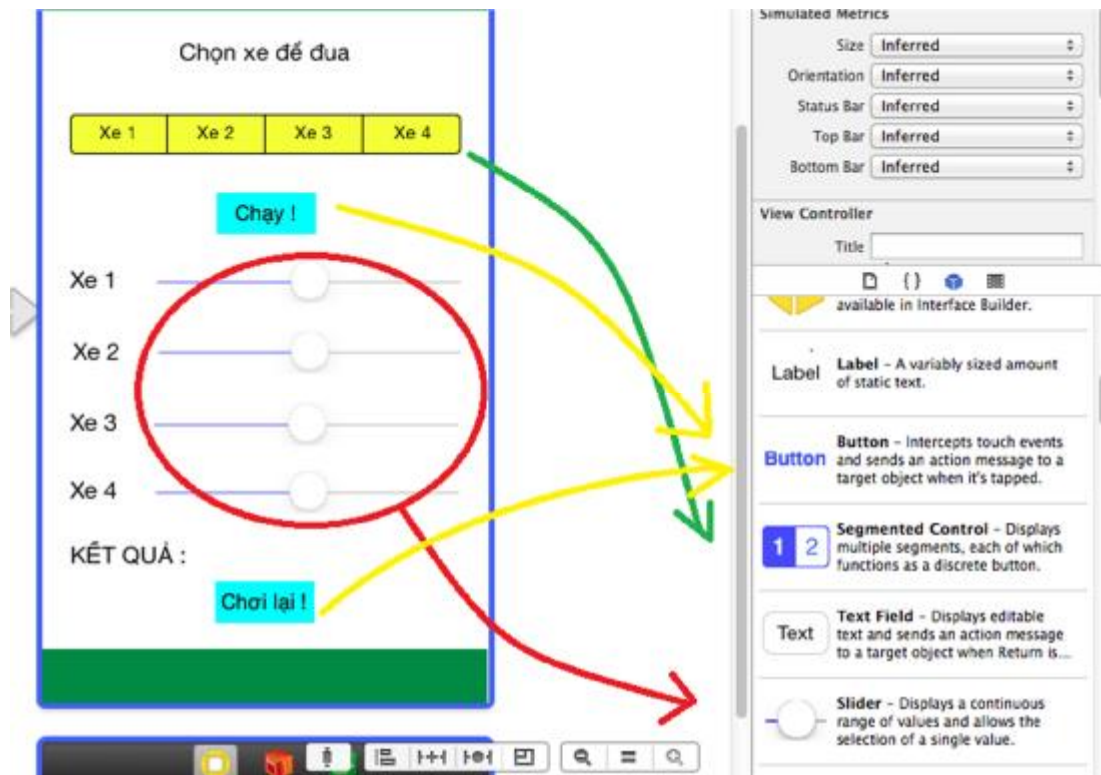 Chọn xe để đua
Xe 1 Xe 2 Xe 3 Xe 4
Chạy !
Xe 1
Xe 2
Xe 3
Xe 4
KẾT QUẢ :
Chơi lại !
Simulated Metrics
Size Inferred
Orientation Inferred
Status Bar Inferred
Top Bar Inferred
Bottom Bar Inferred
View Controller
Title
{ }
available in Interface Builder.
Label
Label – A variably sized amount
of static text.
Button
Button – Intercepts touch events
and sends an action message to a
target object when it's tapped.
1 2
Segmented Control – Displays
multiple segments, each of which
functions as a discrete button.
Text
Text Field – Displays editable
text and sends an action message
to a target object when Return is...
Slider – Displays a continuous
range of values and allows the
selection of a single value.